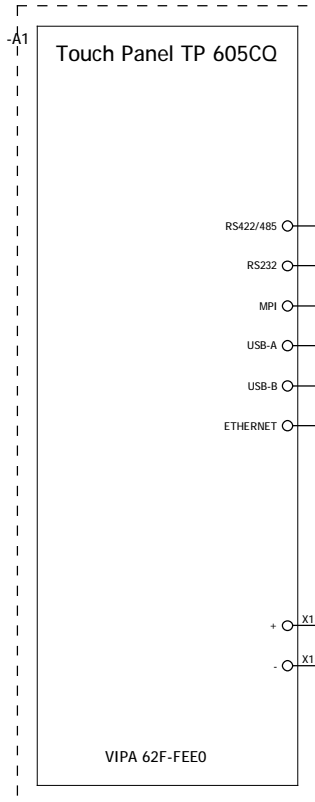 -A1
Touch Panel TP 605CQ
RS422/485
RS232
MPI
USB-A
USB-B
ETHERNET
+ X1
- X1
VIPA 62F-FEE0